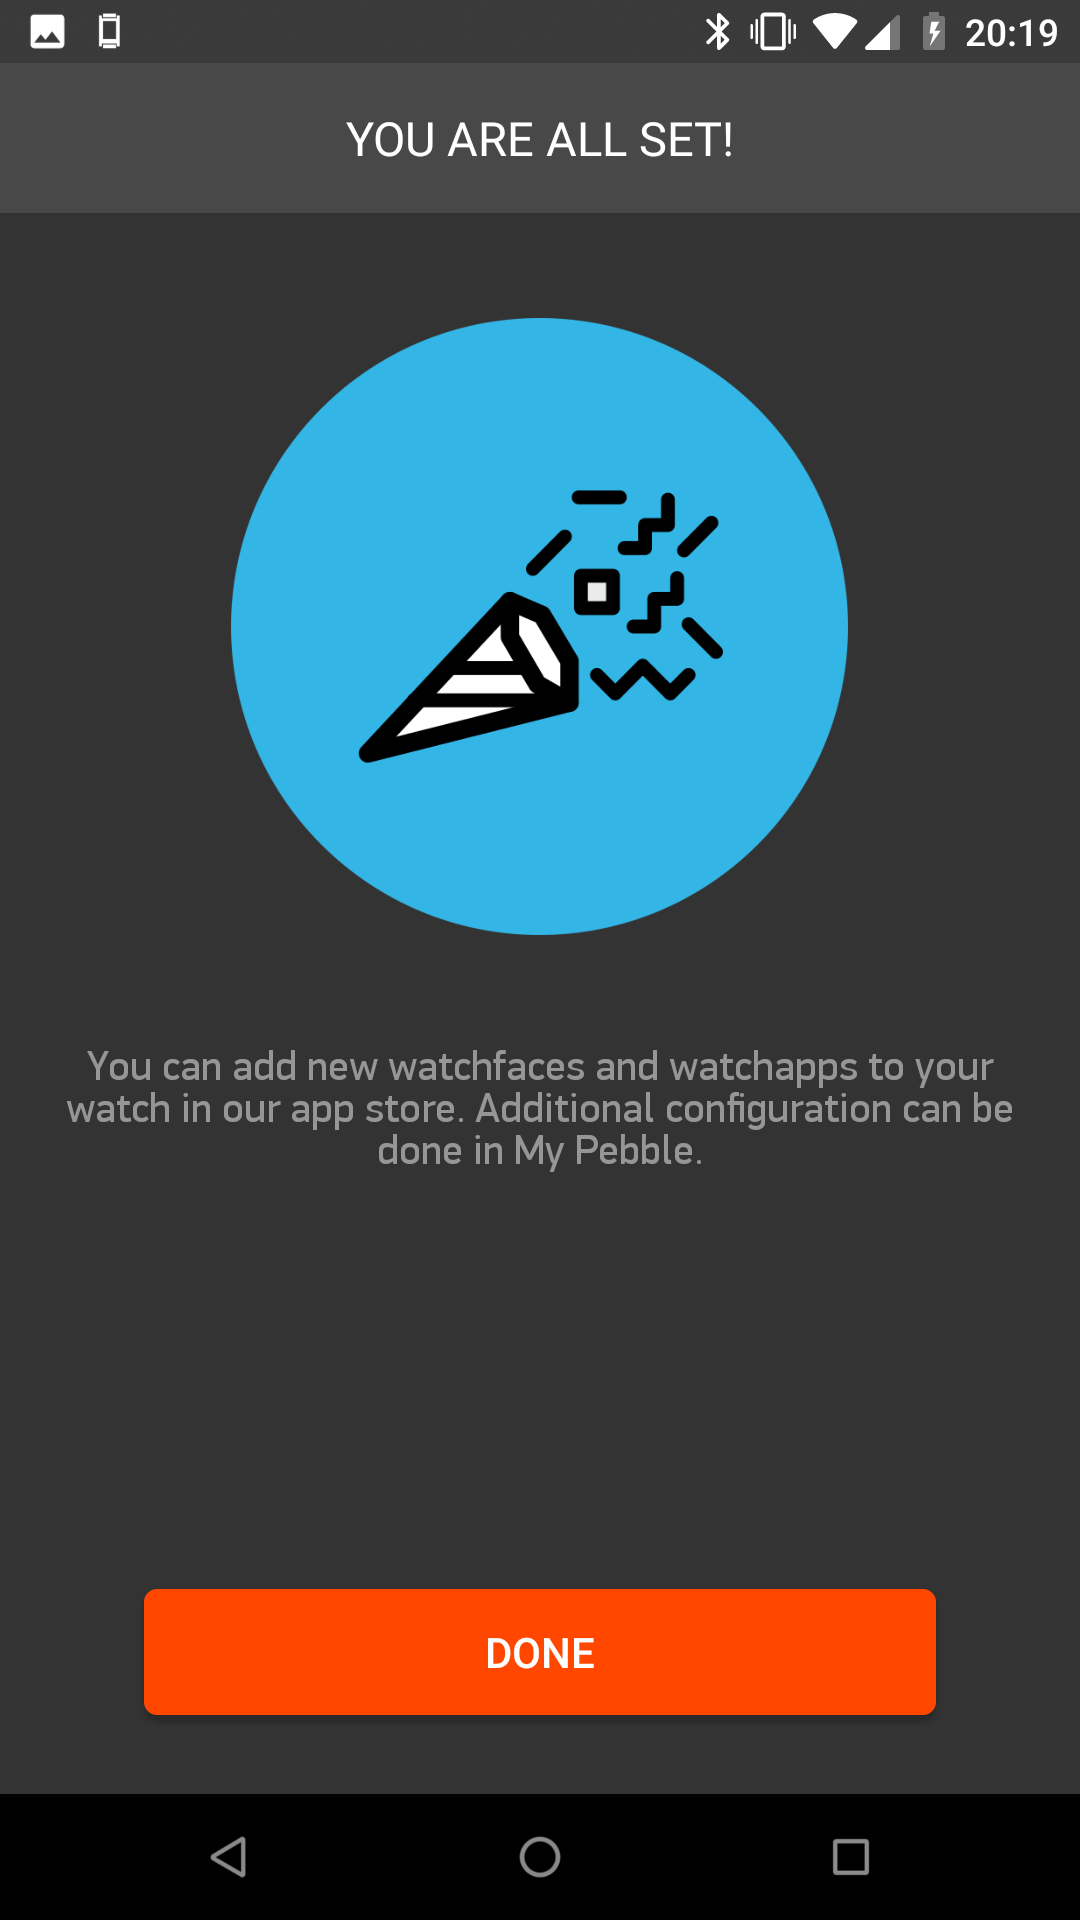 20:19
YOU ARE ALL SET!
You can add new watchfaces and watchapps to your
watch in our app store. Additional configuration can be
done in My Pebble.
DONE